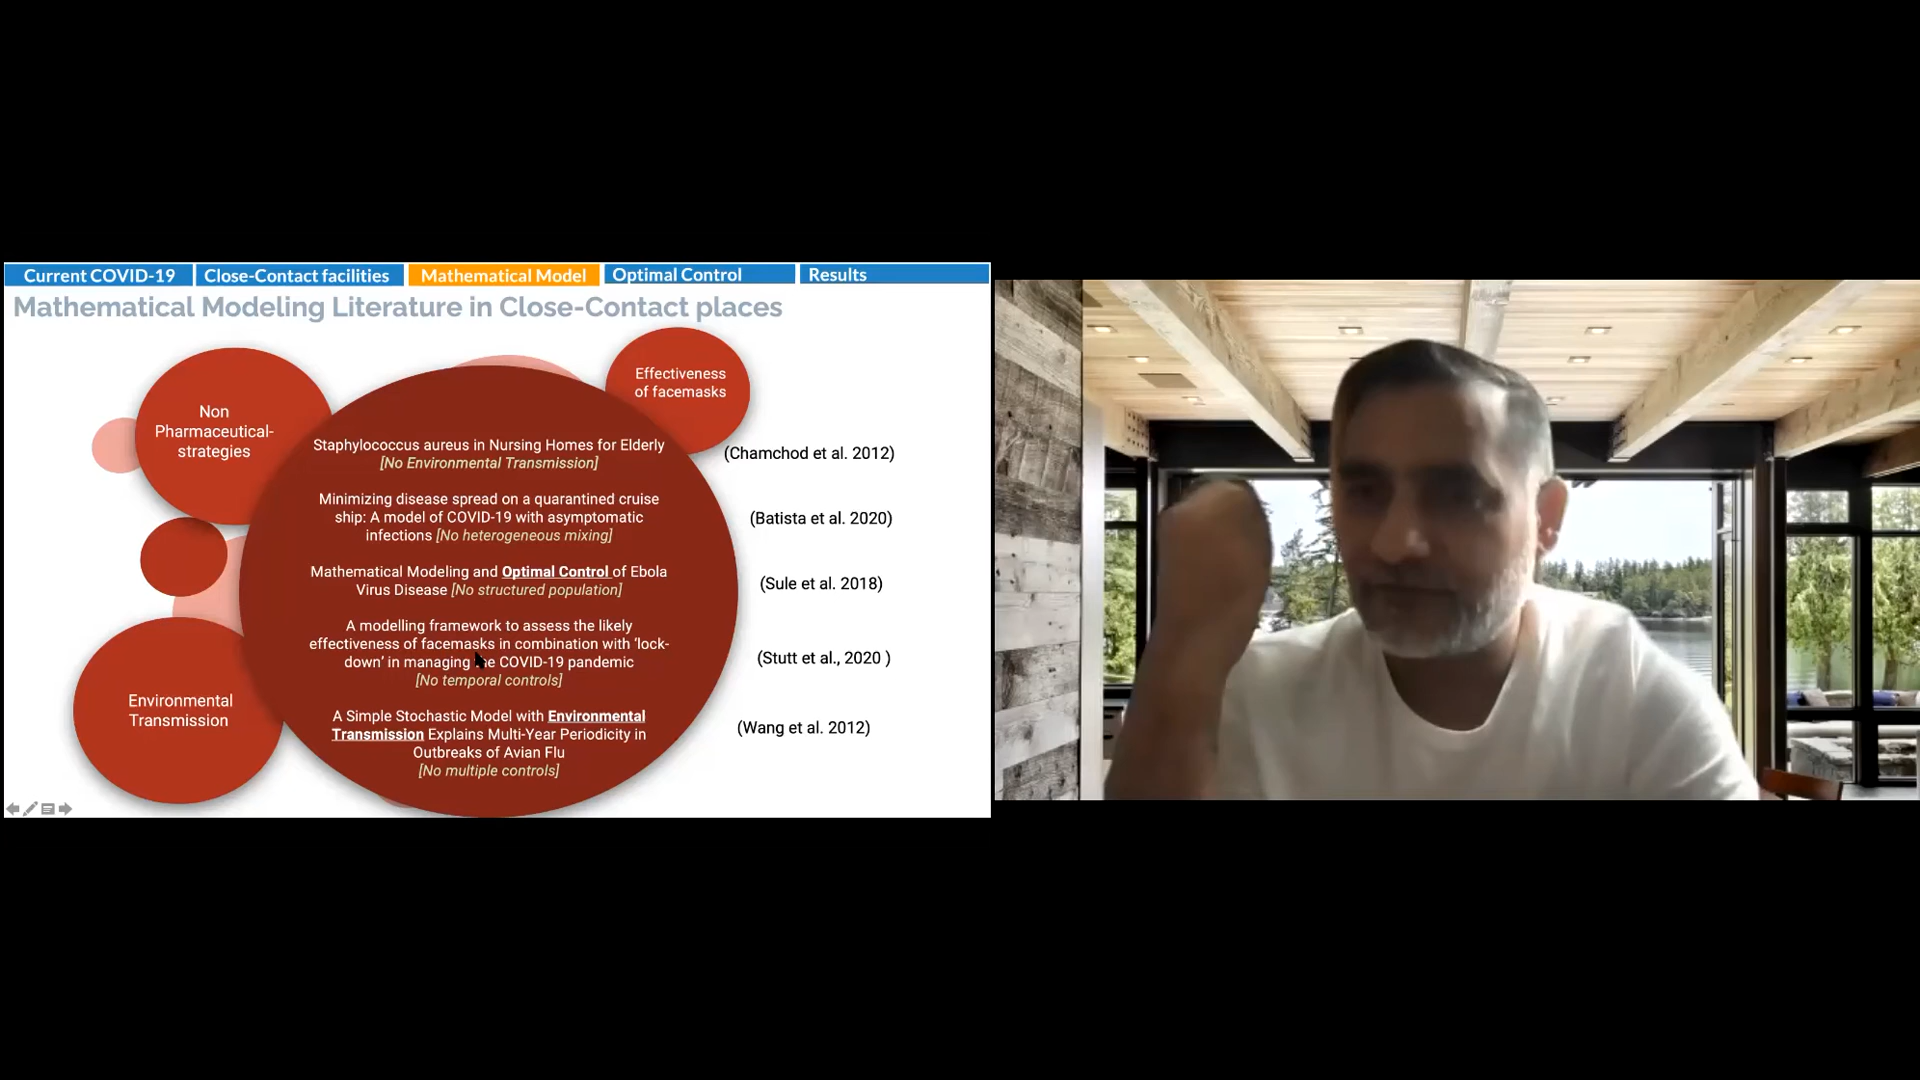 Current COVID-19
Close-Contact facilities
Mathematical Model
Optimal Control
Results
Mathematical Modeling Literature in Close-Contact places
Effectiveness
of facemasks
Non
Pharmaceutical-
strategies
Staphylococcus aureus in Nursing Homes for Elderly
[No Environmental Transmission]
(Chamchod et al. 2012)
Minimizing disease spread on a quarantined cruise
ship: A model of COVID-19 with asymptomatic
infections [No heterogeneous mixing]
(Batista et al. 2020)
Mathematical Modeling and Optimal Control of Ebola
Virus Disease [No structured population]
(Sule et al. 2018)
A modelling framework to assess the likely
effectiveness of facemasks in combination with ‘lock-
down’ in managing COVID-19 pandemic
[No temporal controls]
(Stutt et al., 2020 )
Environmental
Transmission
A Simple Stochastic Model with Environmental
Transmission Explains Multi-Year Periodicity in
Outbreaks of Avian Flu
[No multiple controls]
(Wang et al. 2012)